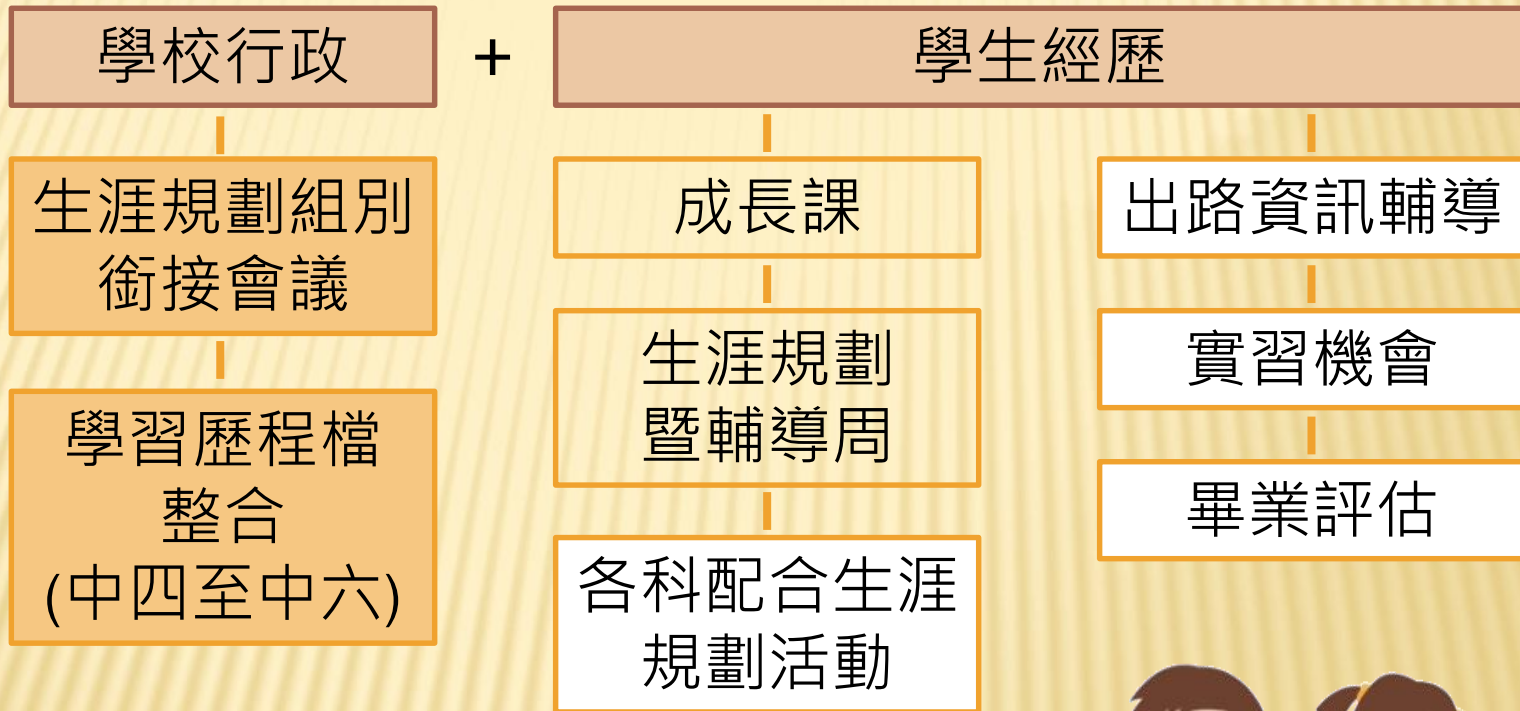 學校行政
+
學生經歷
生涯規劃組別
銜接會議
學習歷程檔
整合
(中四至中六)
成長課
生涯規劃
暨輔導周
各科配合生涯
規劃活動
出路資訊輔導
實習機會
畢業評估